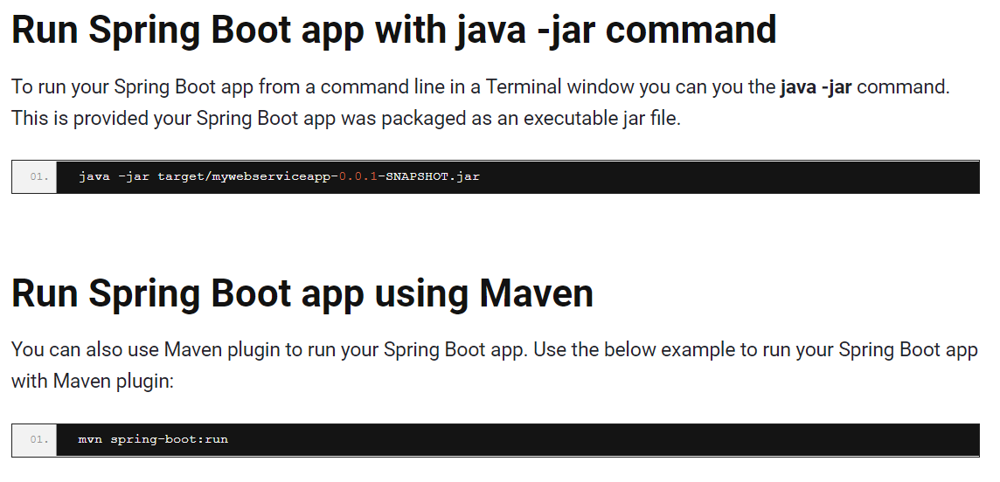 Run Spring Boot app with java -jar command
To run your Spring Boot app from a command line in a Terminal window you can you the java -jar command.
This is provided your Spring Boot app was packaged as an executable jar file.
01. java -jar target/mywebserviceapp-0.0.1-SNAPSHOT.jar
Run Spring Boot app using Maven
You can also use Maven plugin to run your Spring Boot app. Use the below example to run your Spring Boot app
with Maven plugin:
01. mvn spring-boot:run